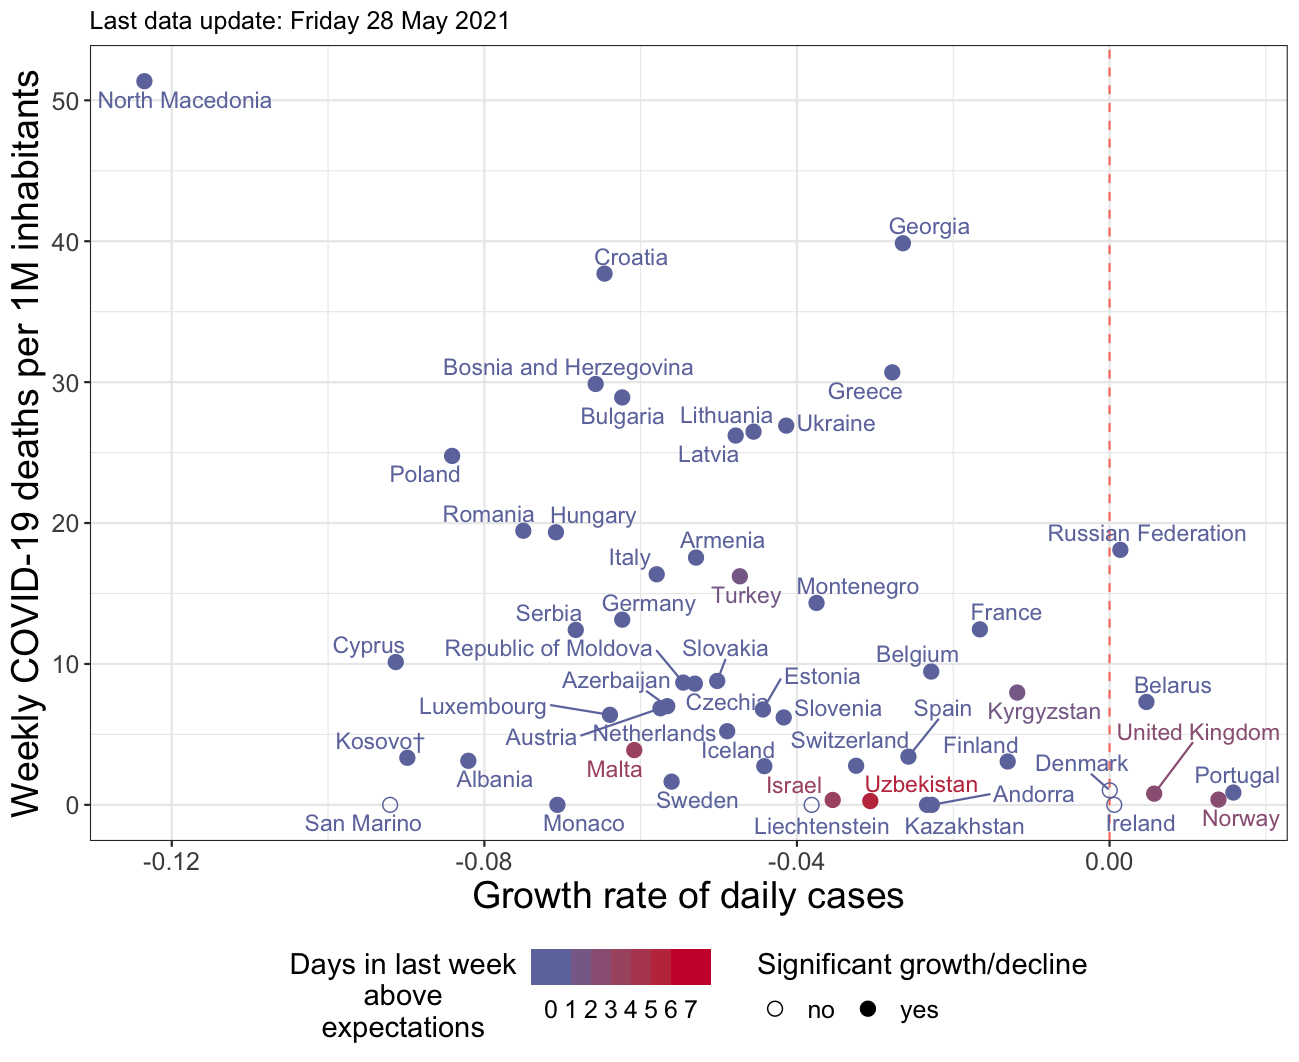 Last data update: Friday 28 May 2021
Weekly COVID-19 deaths per 1M inhabitants
50
40
30
20
10
0
North Macedonia
Georgia
Croatia
Bosnia and Herzegovina
Greece
Bulgaria
Lithuania
Ukraine
Latvia
Poland
Romania
Hungary
Russian Federation
Armenia
Italy
Turkey
Montenegro
Germany
Serbia
France
Cyprus
Republic of Moldova
Slovakia
Belgium
Azerbaijan
Estonia
Belarus
Czechia
Luxembourg
Slovenia
Spain
Kyrgyzstan
Austria
Netherlands
United Kingdom
Kosovo†
Iceland
Switzerland
Finland
Denmark
Malta
Albania
Portugal
Israel
Uzbekistan
Andorra
Sweden
Norway
San Marino
Monaco
Liechtenstein
Kazakhstan
Ireland
-0.12
-0.08
-0.04
0.00
Growth rate of daily cases
Days in last week
above
expectations
0 1 2 3 4 5 6 7
Significant growth/decline
no
yes